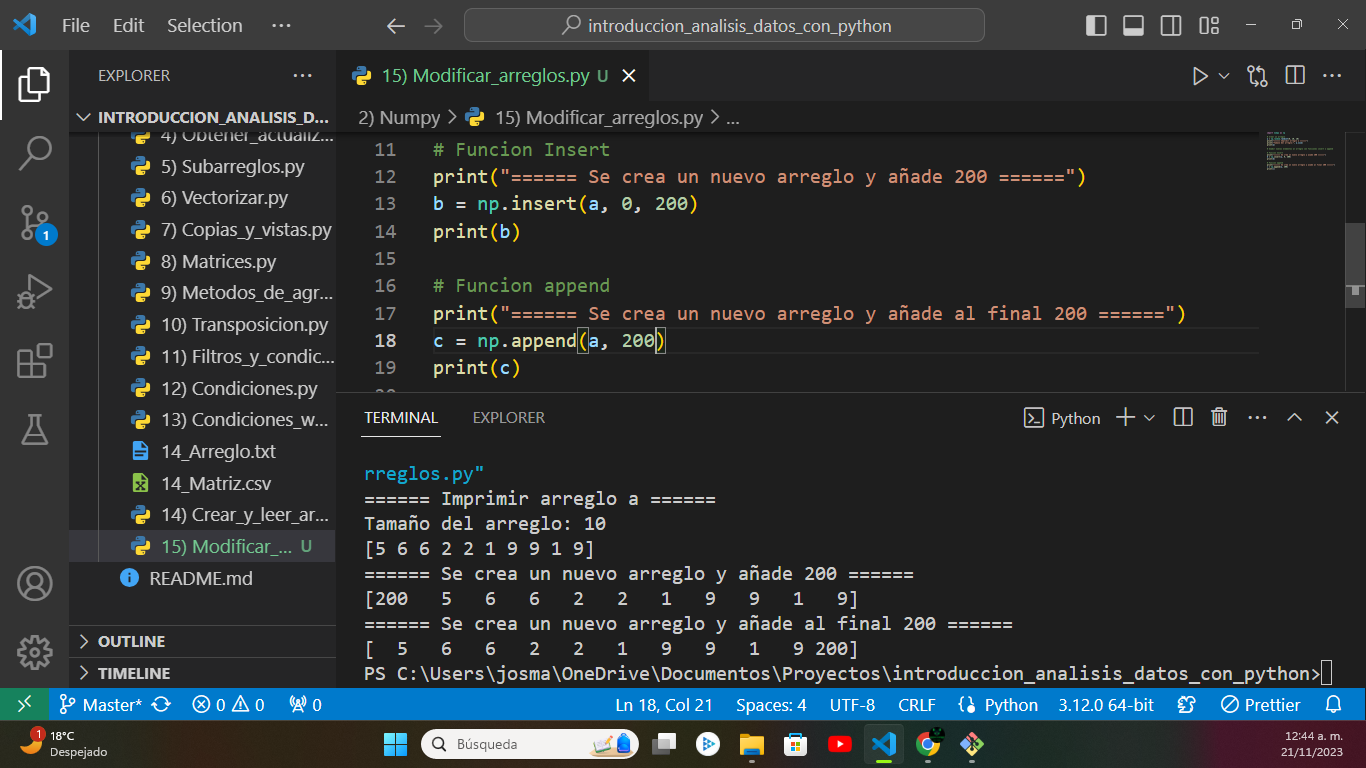 File Edit Selection ···
introduccion_analisis_datos_con_python
EXPLORER ···
INTRODUCCION_ANALISIS_D...
4) Obtener_actualiz...
5) Subarreglos.py
6) Vectorizar.py
7) Copias_y_vistas.py
8) Matrices.py
9) Metodos_de_agr...
10) Transposicion.py
11) Filtros_y_condic...
12) Condiciones.py
13) Condiciones_w...
14_Arreglo.txt
14_Matriz.csv
14) Crear_y_leer_ar...
15) Modificar_... U
README.md
OUTLINE
TIMELINE
1
15) Modificar_arreglos.py U
2) Numpy > 15) Modificar_arreglos.py > ...
11 # Funcion Insert
12 print("====== Se crea un nuevo arreglo y añade 200 ======")
13 b = np.insert(a, 0, 200)
14 print(b)
15
16 # Funcion append
17 print("====== Se crea un nuevo arreglo y añade al final 200 ======")
18 c = np.append(a, 200)
19 print(c)
TERMINAL EXPLORER
Python
rreglos.py"
====== Imprimir arreglo a ======
Tamaño del arreglo: 10
[5 6 6 2 2 1 9 9 1 9]
====== Se crea un nuevo arreglo y añade 200 ======
[200   5   6   6   2   2   1   9   9   1   9]
====== Se crea un nuevo arreglo y añade al final 200 ======
[  5   6   6   2   2   1   9   9   1   9 200]
PS C:\Users\josma\OneDrive\Documentos\Proyectos\introduccion_analisis_datos_con_python>
Master* 0 0 0 Ln 18, Col 21 Spaces: 4 UTF-8 CRLF Python 3.12.0 64-bit Prettier
1 18°C
Despejado
Búsqueda
12:44 a. m.
21/11/2023